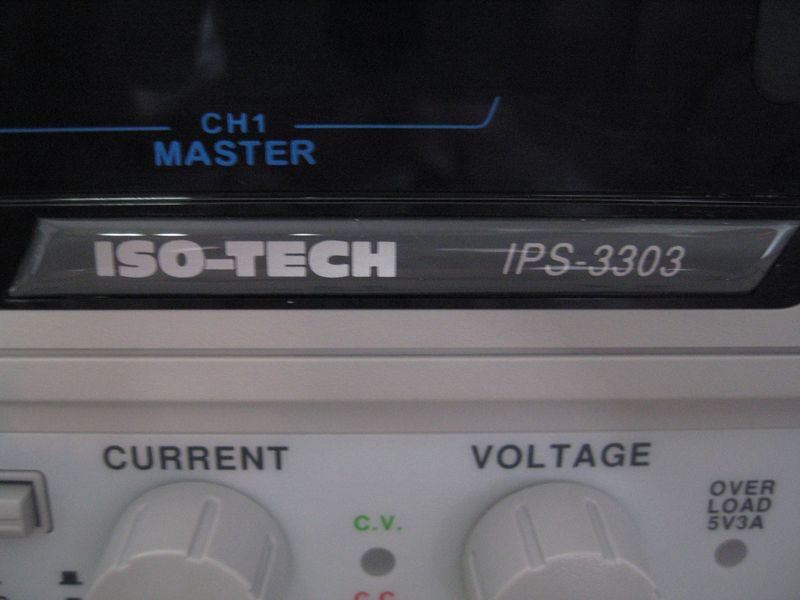 CH1
MASTER
ISO-TECH IPS-3303
CURRENT
VOLTAGE
OVER
LOAD
5V3A
C.V.
C.C.